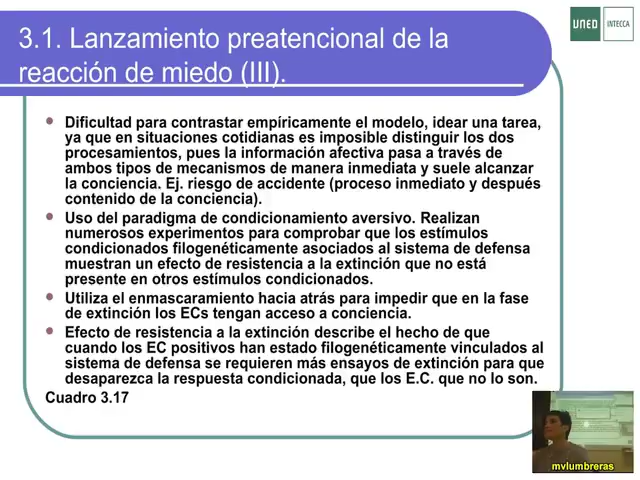 3.1. Lanzamiento preatencional de la
reacción de miedo (III).
UNED
INTECCA
Dificultad para contrastar empíricamente el modelo, idear una tarea,
ya que en situaciones cotidianas es imposible distinguir los dos
procesamientos, pues la información afectiva pasa a través de
ambos tipos de mecanismos de manera inmediata y suele alcanzar
la conciencia. Ej. riesgo de accidente (proceso inmediato y después
contenido de la conciencia).
Uso del paradigma de condicionamiento aversivo. Realizan
numerosos experimentos para comprobar que los estímulos
condicionados filogenéticamente asociados al sistema de defensa
muestran un efecto de resistencia a la extinción que no está
presente en otros estímulos condicionados.
Utiliza el enmascaramiento hacia atrás para impedir que en la fase
de extinción los ECs tengan acceso a conciencia.
Efecto de resistencia a la extinción describe el hecho de que
cuando los EC positivos han estado filogenéticamente vinculados al
sistema de defensa se requieren más ensayos de extinción para que
desaparezca la respuesta condicionada, que los E.C. que no lo son.
Cuadro 3.17
mvlumbreras